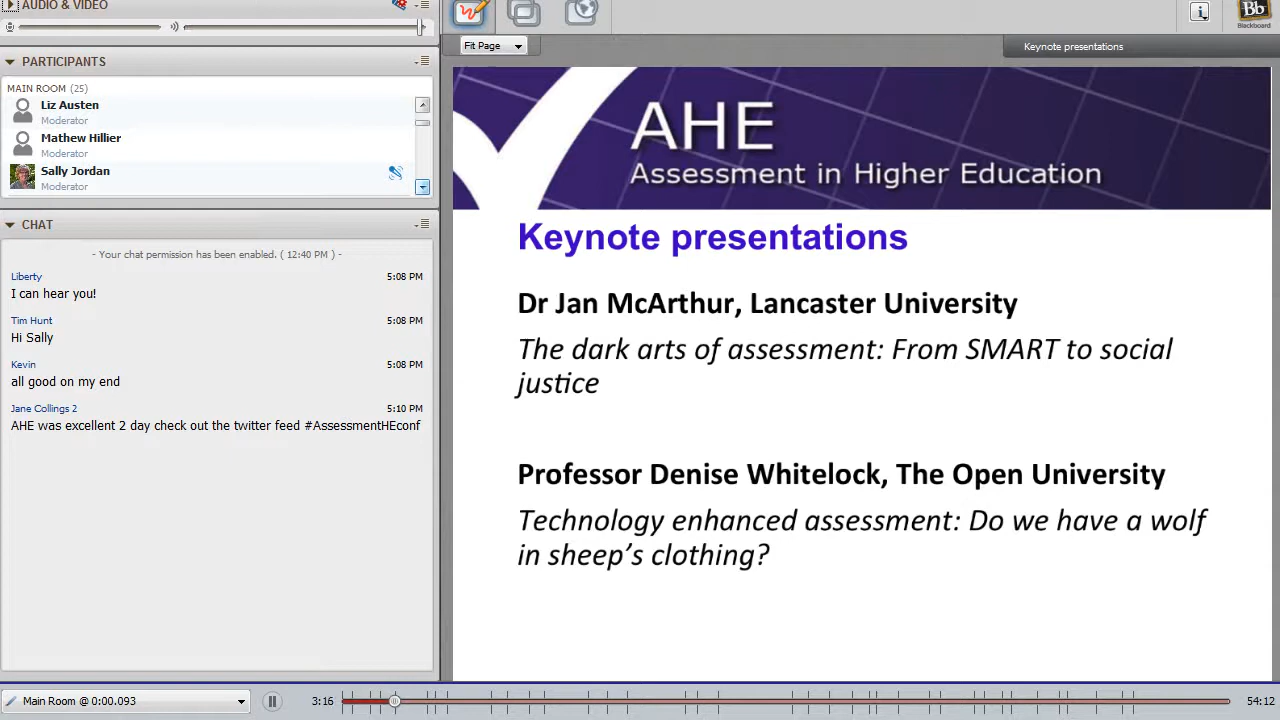 AUDIO & VIDEO
PARTICIPANTS
MAIN ROOM (25)
Liz Austen
Moderator
Mathew Hillier
Moderator
Sally Jordan
Moderator
CHAT
- Your chat permission has been enabled. ( 12:40 PM ) -
Liberty 5:08 PM
I can hear you!
Tim Hunt 5:08 PM
Hi Sally
Kevin 5:08 PM
all good on my end
Jane Collings 2 5:10 PM
AHE was excellent 2 day check out the twitter feed #AssessmentHEconf
Main Room @ 0:00.093
3:16
54:12
Bb
Blackboard
Fit Page
Keynote presentations
AHE
Assessment in Higher Education
Keynote presentations
Dr Jan McArthur, Lancaster University
The dark arts of assessment: From SMART to social
justice
Professor Denise Whitelock, The Open University
Technology enhanced assessment: Do we have a wolf
in sheep's clothing?